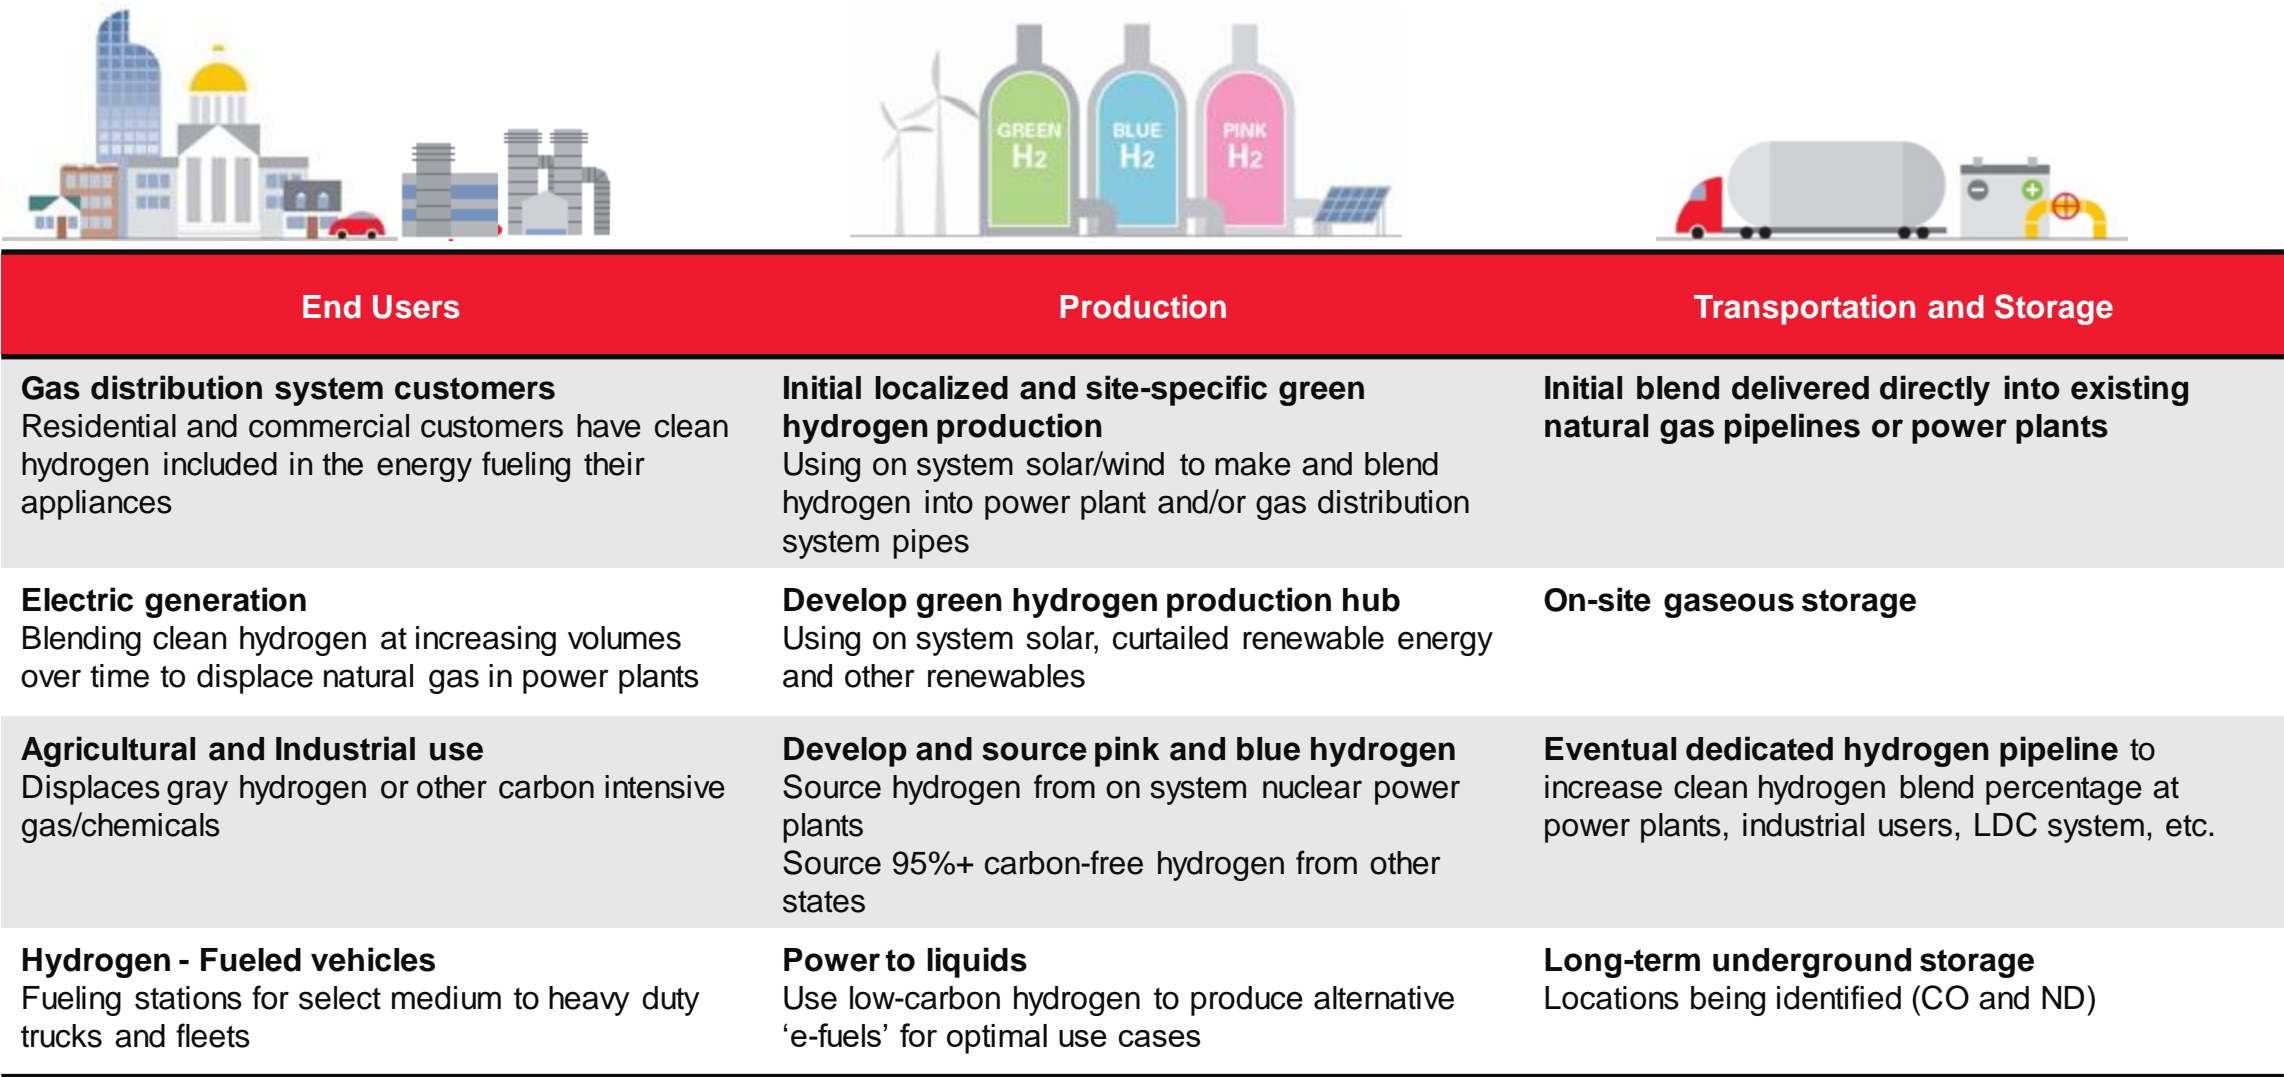 GREEN
H2
BLUE
H2
PINK
H2
End Users
Production
Transportation and Storage
Gas distribution system customers
Residential and commercial customers have clean
hydrogen included in the energy fueling their
appliances
Initial localized and site-specific green
hydrogen production
Using on system solar/wind to make and blend
hydrogen into power plant and/or gas distribution
system pipes
Initial blend delivered directly into existing
natural gas pipelines or power plants
Electric generation
Blending clean hydrogen at increasing volumes
over time to displace natural gas in power plants
Develop green hydrogen production hub
Using on system solar, curtailed renewable energy
and other renewables
On-site gaseous storage
Agricultural and Industrial use
Displaces gray hydrogen or other carbon intensive
gas/chemicals
Develop and source pink and blue hydrogen
Source hydrogen from on system nuclear power
plants
Source 95%+ carbon-free hydrogen from other
states
Eventual dedicated hydrogen pipeline to
increase clean hydrogen blend percentage at
power plants, industrial users, LDC system, etc.
Hydrogen - Fueled vehicles
Fueling stations for select medium to heavy duty
trucks and fleets
Power to liquids
Use low-carbon hydrogen to produce alternative
‘e-fuels’ for optimal use cases
Long-term underground storage
Locations being identified (CO and ND)